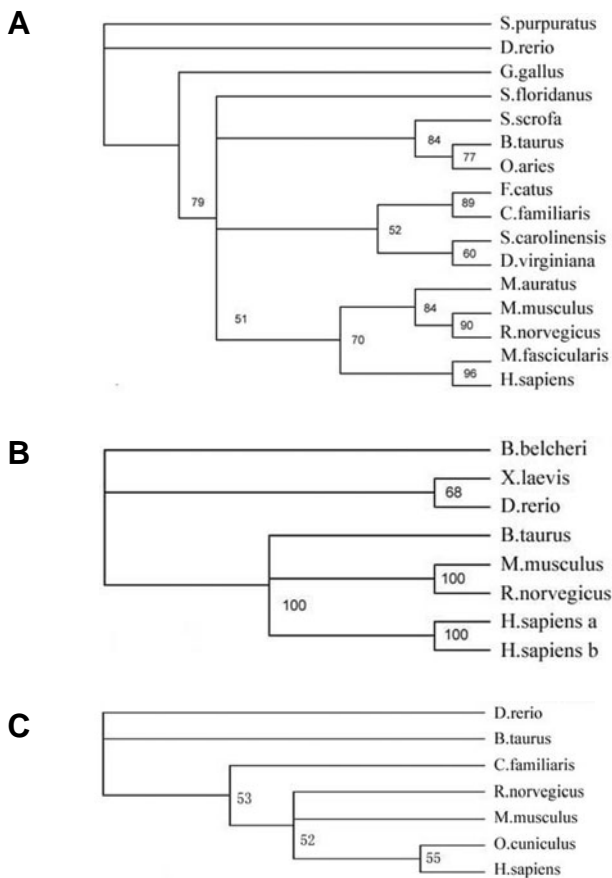 A
S.purpuratus
D.rerio
G.gallus
S.floridanus
S.scrofa
84
B.taurus
77
O.aries
F.catus
79
89
C.familiaris
52
S.carolinensis
60
D.virginiana
M.auratus
51
84
M.musculus
90
70
R.norvegicus
M.fascicularis
96
H.sapiens
B
B.belcheri
X.laevis
68
D.rerio
B.taurus
M.musculus
100
R.norvegicus
100
H.sapiens a
100
H.sapiens b
C
D.rerio
B.taurus
C.familiaris
53
R.norvegicus
M.musculus
52
O.cuniculus
55
H.sapiens